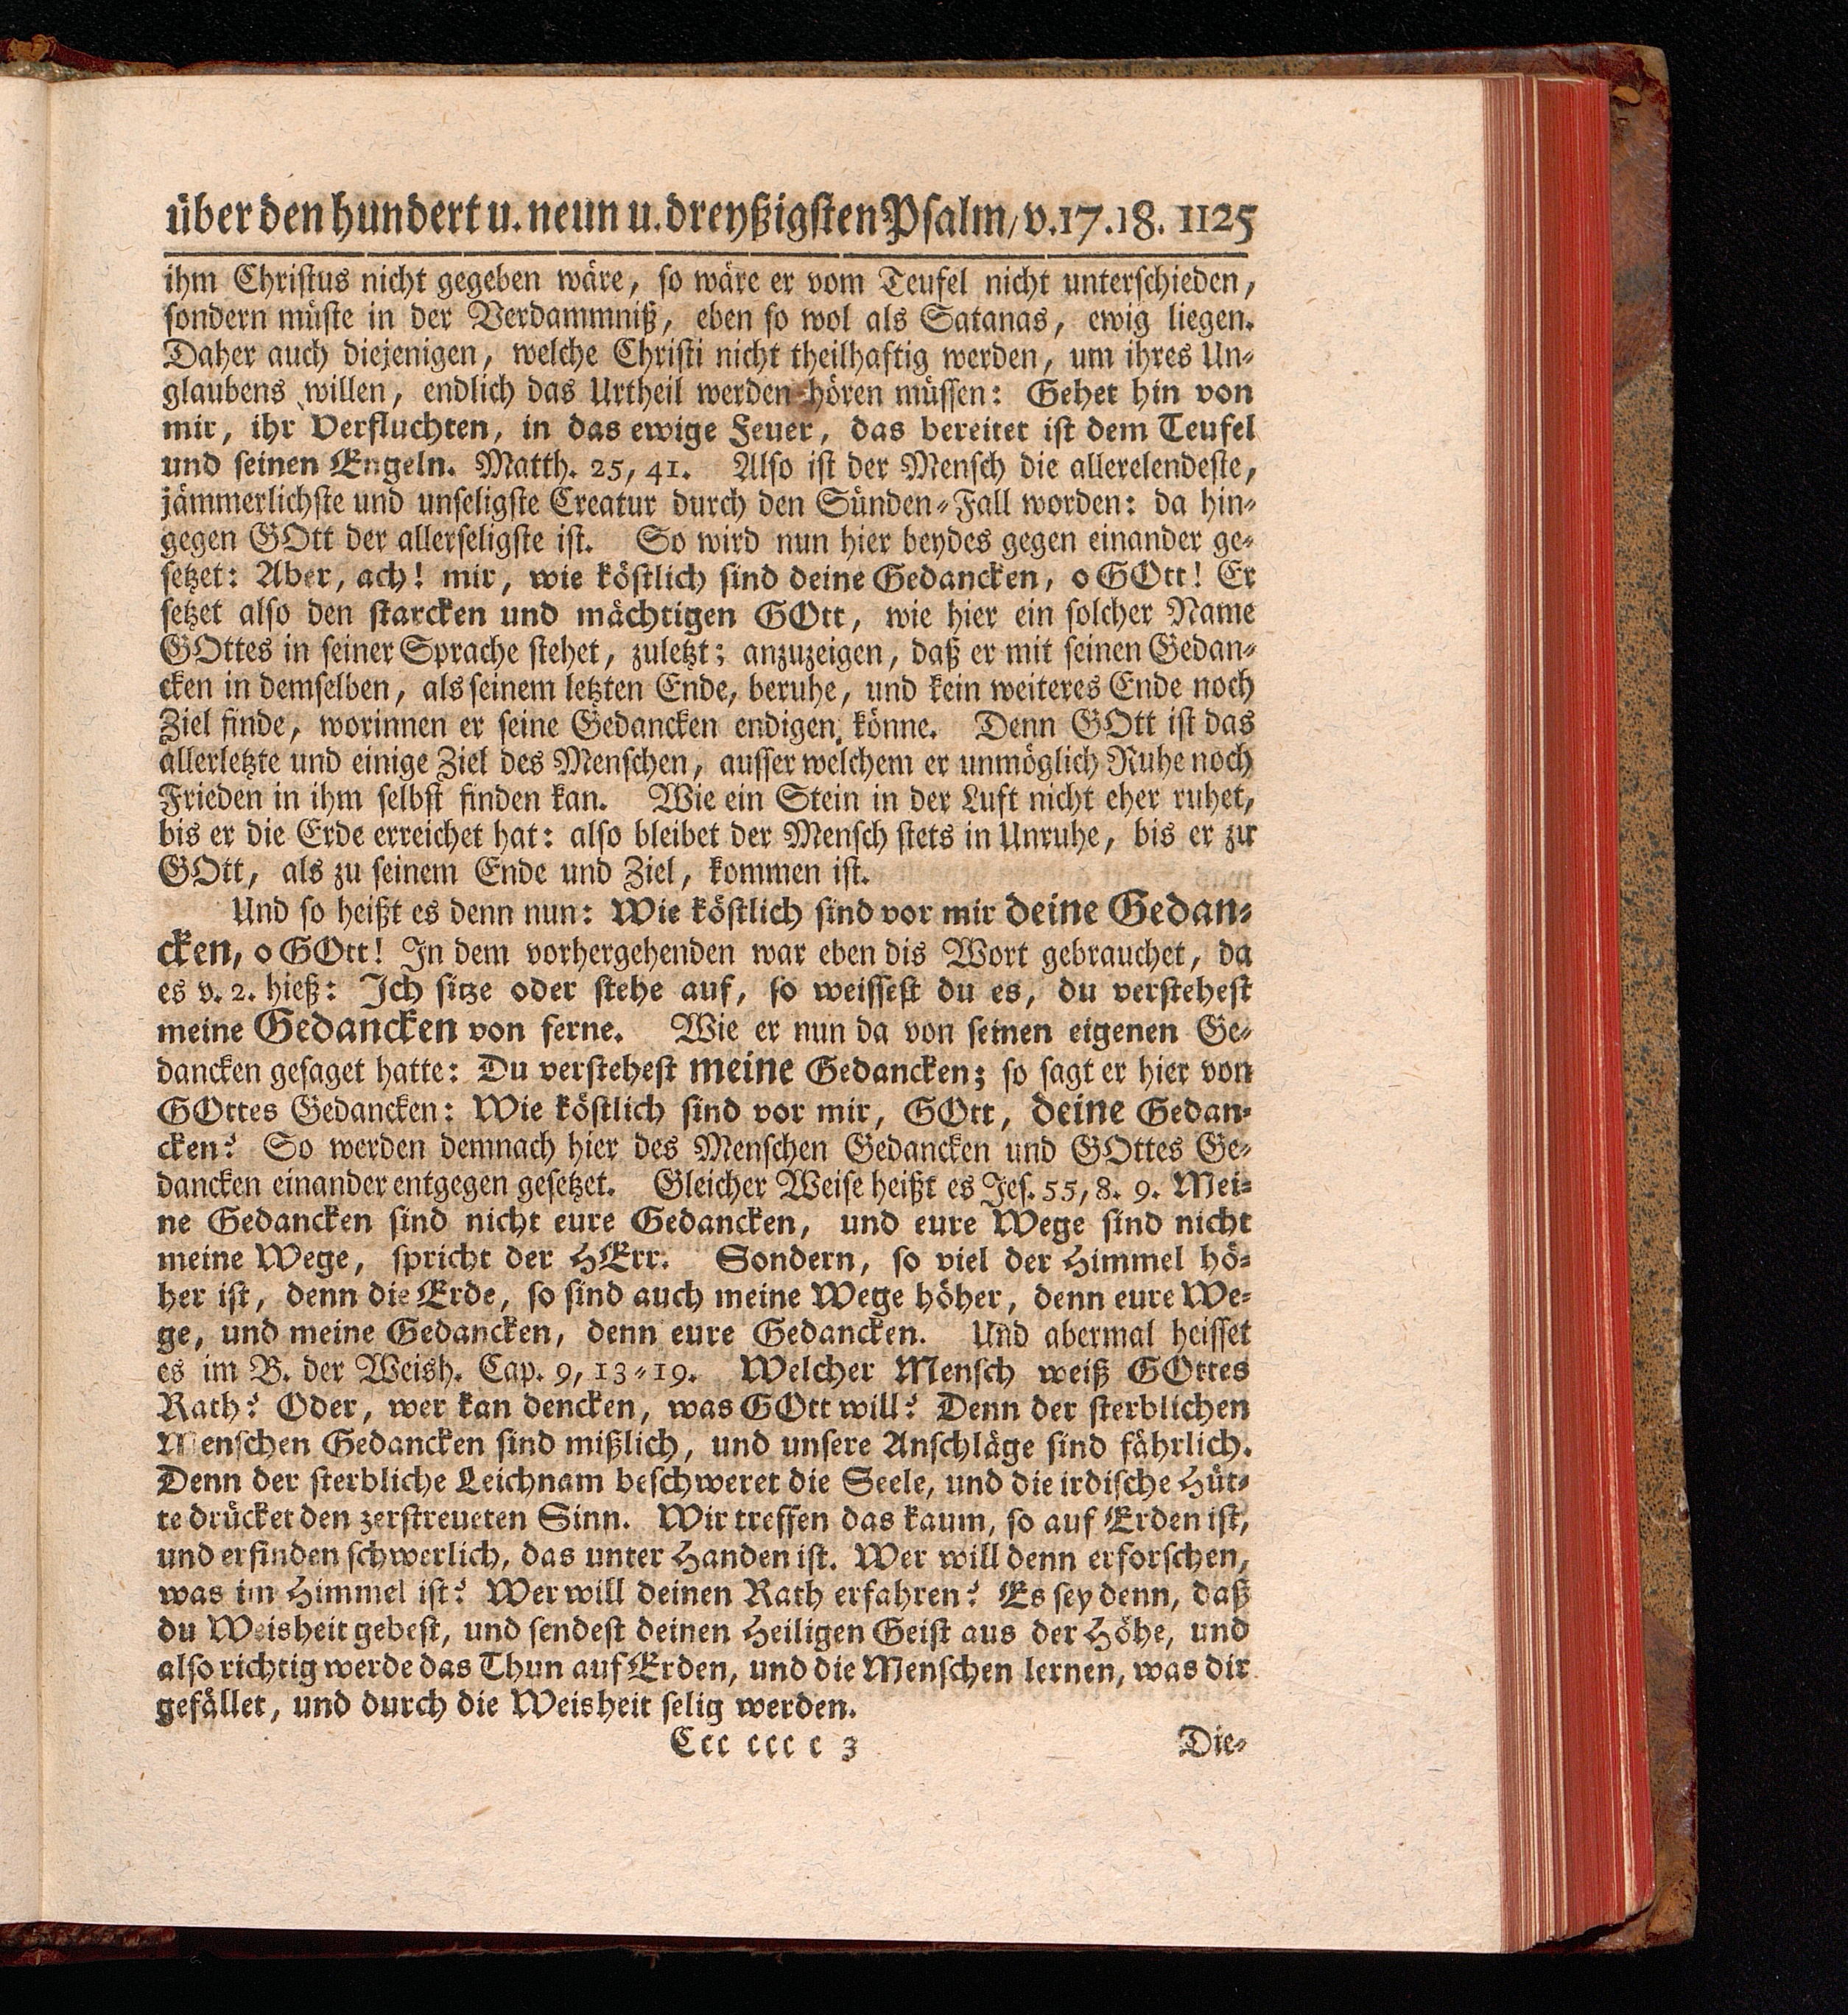 über den hundert u. neun u. dreyßigsten Psalm/ v.17.18. 1125
ihm Christus nicht gegeben wäre, so wäre er vom Teufel nicht unterschieden,
sondern müste in der Verdammniß, eben so wol als Satanas, ewig liegen.
Daher auch diejenigen, welche Christi nicht theilhaftig werden, um ihres Un-
glaubens willen, endlich das Urtheil werden hören müssen: Gehet hin von
mir, ihr Verfluchten, in das ewige Feuer, das bereitet ist dem Teufel
und seinen Engeln. Matth. 25, 41. Also ist der Mensch die allerelendeste,
jämmerlichste und unseligste Creatur durch den Sünden-Fall worden: da hin-
gegen GOtt der allerseligste ist. So wird nun hier beydes gegen einander ge-
setzet: Aber, ach! mir, wie köstlich sind deine Gedancken, o GOtt! Er
setzet also den starcken und mächtigen GOtt, wie hier ein solcher Name
GOttes in seiner Sprache stehet, zuletzt; anzuzeigen, daß er mit seinen Gedan-
cken in demselben, als seinem letzten Ende, beruhe, und kein weiteres Ende noch
Ziel finde, worinnen er seine Gedancken endigen könne. Denn GOtt ist das
allerletzte und einige Ziel des Menschen, ausser welchem er unmöglich Ruhe noch
Frieden in ihm selbst finden kan. Wie ein Stein in der Luft nicht eher ruhet,
bis er die Erde erreichet hat: also bleibet der Mensch stets in Unruhe, bis er zu
GOtt, als zu seinem Ende und Ziel, kommen ist.
Und so heißt es denn nun: Wie köstlich sind vor mir deine Gedan-
cken, o GOtt! In dem vorhergehenden war eben dis Wort gebrauchet, da
es v. 2. hieß: Ich sitze oder stehe auf, so weissest du es, du verstehest
meine Gedancken von ferne. Wie er nun da von seinen eigenen Ge-
dancken gesaget hatte: Du verstehest meine Gedancken; so sagt er hier von
GOttes Gedancken: Wie köstlich sind vor mir, GOtt, deine Gedan-
cken? So werden demnach hier des Menschen Gedancken und GOttes Ge-
dancken einander entgegen gesetzet. Gleicher Weise heißt es Jes. 55, 8. 9. Mei-
ne Gedancken sind nicht eure Gedancken, und eure Wege sind nicht
meine Wege, spricht der HErr. Sondern, so viel der Himmel hö-
her ist, denn die Erde, so sind auch meine Wege höher, denn eure We-
ge, und meine Gedancken, denn eure Gedancken. Und abermal heisset
es im B. der Weish. Cap. 9, 13-19. Welcher Mensch weiß GOttes
Rath? Oder, wer kan dencken, was GOtt will? Denn der sterblichen
Menschen Gedancken sind mißlich, und unsere Anschläge sind fährlich.
Denn der sterbliche Leichnam beschweret die Seele, und die irdische Hüt-
te drücket den zerstreueten Sinn. Wir treffen das kaum, so auf Erden ist,
und erfinden schwerlich, das unter Handen ist. Wer will denn erforschen,
was im Himmel ist? Wer will deinen Rath erfahren? Es sey denn, daß
du Weisheit gebest, und sendest deinen Heiligen Geist aus der Höhe, und
also richtig werde das Thun auf Erden, und die Menschen lernen, was dir
gefället, und durch die Weisheit selig werden.
Ccc ccc c 3 Die-